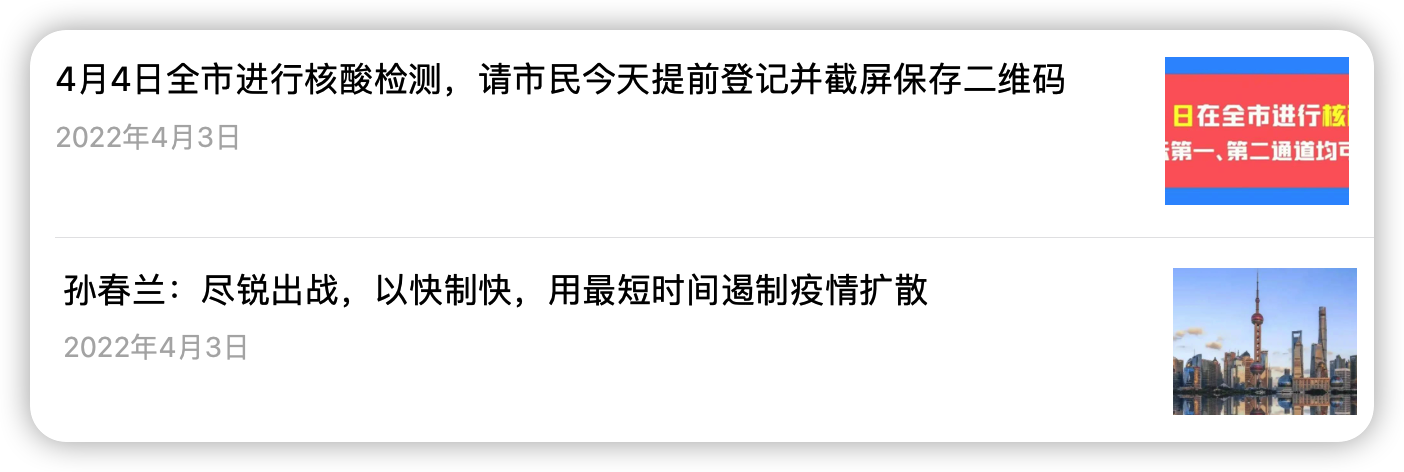 4月4日全市进行核酸检测，请市民今天提前登记并截屏保存二维码
2022年4月3日
日在全市进行核
第一、第二通道均可
孙春兰：尽锐出战，以快制快，用最短时间遏制疫情扩散
2022年4月3日